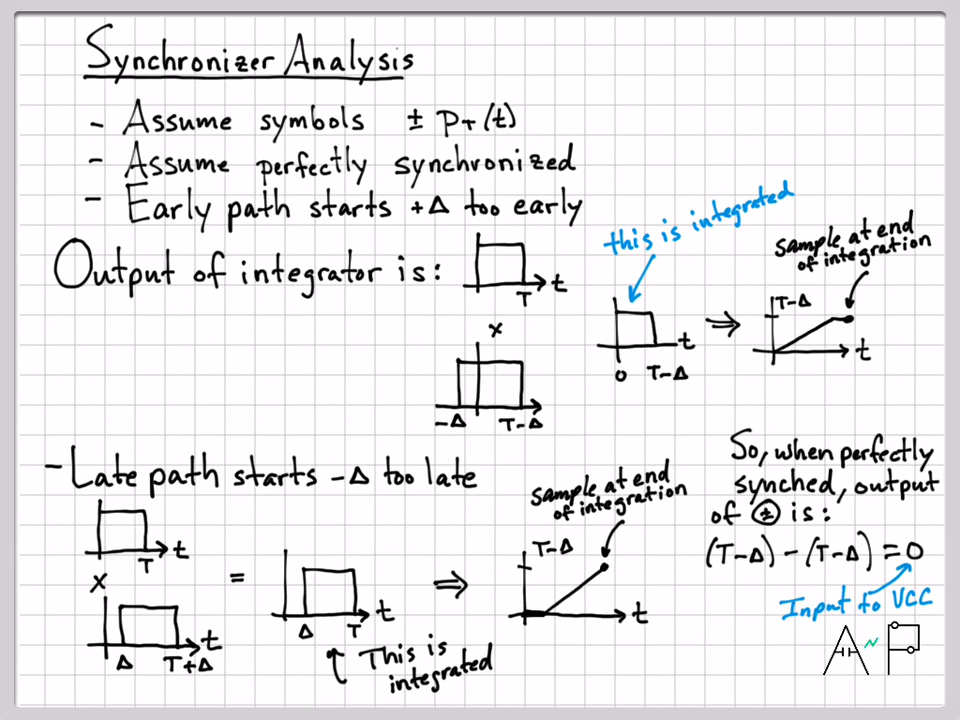 Synchronizer Analysis
- Assume symbols ± p_T(t)
- Assume perfectly synchronized
- Early path starts +Δ too early
Output of integrator is:
T t
x
-Δ T-Δ
this is integrated
t
0 T-Δ
⇒
sample at end
of integration
T-Δ
t
- Late path starts -Δ too late
T t
x
Δ T+Δ t
=
Δ T t
↑ This is
integrated
⇒
sample at end
of integration
T-Δ
t
So, when perfectly
synched, output
of ± is:
(T-Δ) - (T-Δ) = 0
Input to VCC
AP